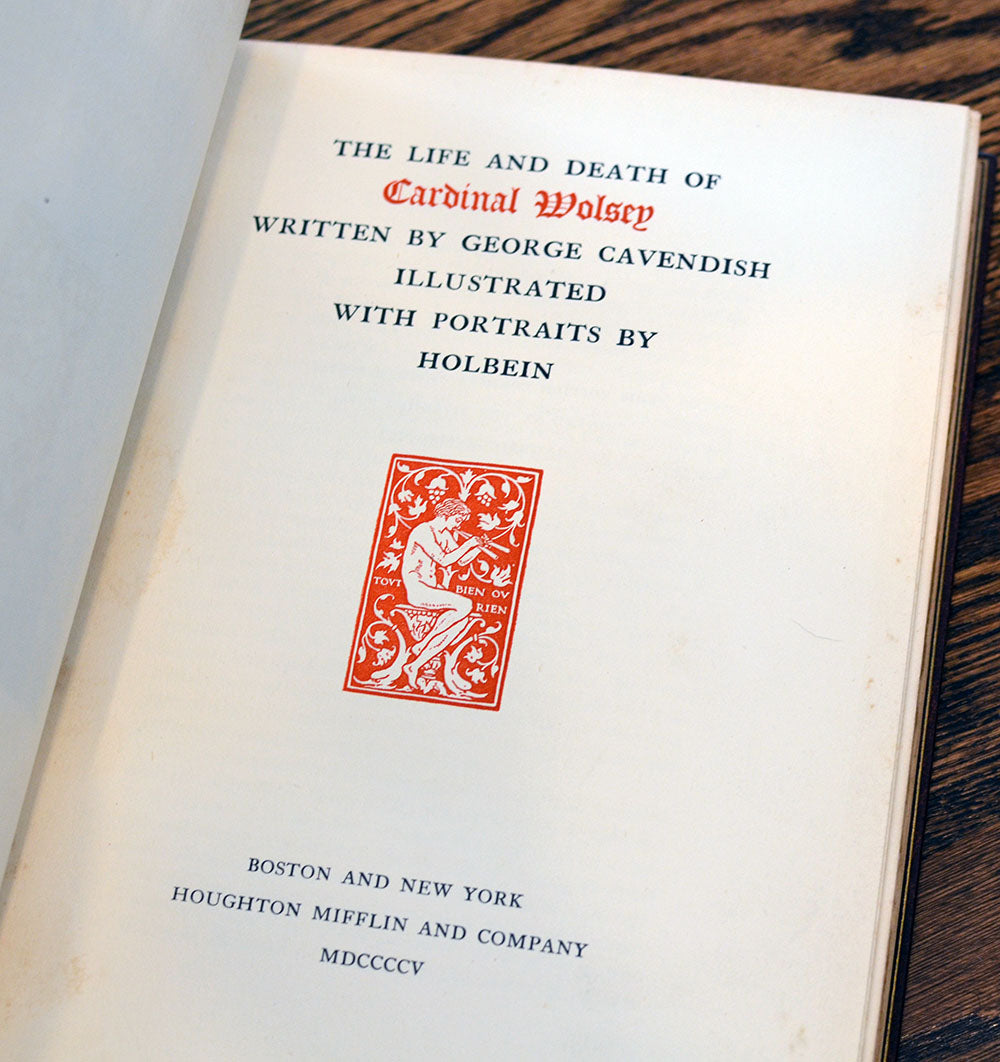 THE LIFE AND DEATH OF
Cardinal Wolsey
WRITTEN BY GEORGE CAVENDISH
ILLUSTRATED
WITH PORTRAITS BY
HOLBEIN
TOVT BIEN OV
RIEN
BOSTON AND NEW YORK
HOUGHTON MIFFLIN AND COMPANY
MDCCCCV